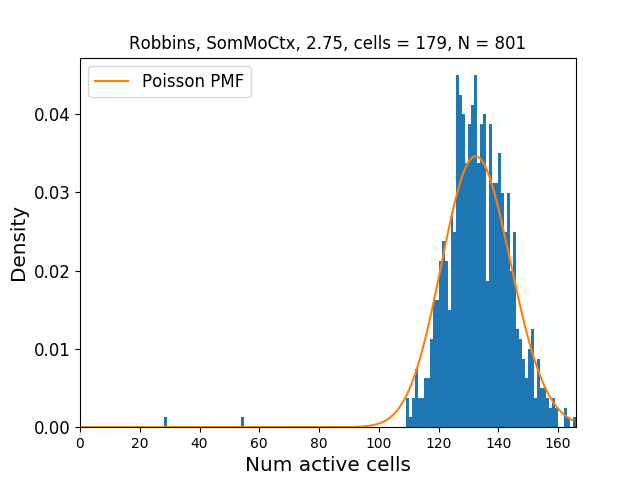 Robbins, SomMoCtx, 2.75, cells = 179, N = 801
Poisson PMF
Density
0.04
0.03
0.02
0.01
0.00
0 20 40 60 80 100 120 140 160
Num active cells